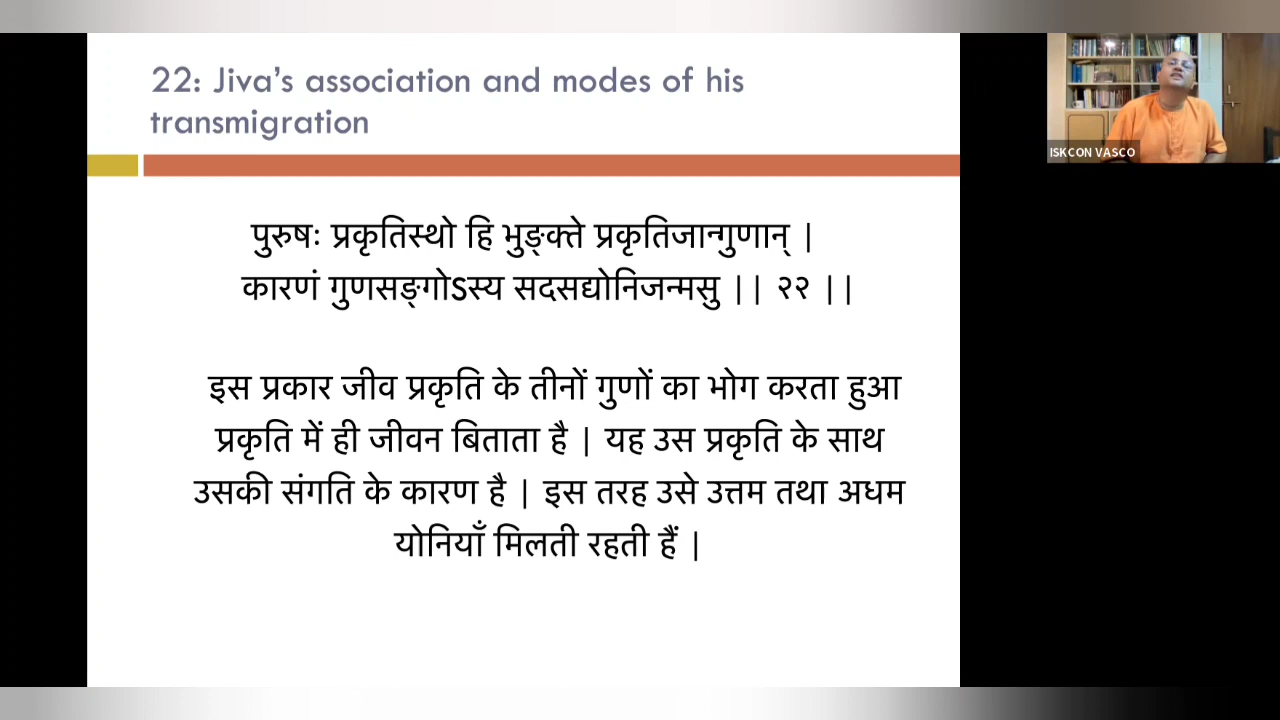 22: Jiva's association and modes of his
transmigration
पुरुषः प्रकृतिस्थो हि भुङ्क्ते प्रकृतिजान्गुणान् |
कारणं गुणसङ्गोSस्य सदसद्योनिजन्मसु || २२ ||
इस प्रकार जीव प्रकृति के तीनों गुणों का भोग करता हुआ
प्रकृति में ही जीवन बिताता है | यह उस प्रकृति के साथ
उसकी संगति के कारण है | इस तरह उसे उत्तम तथा अधम
योनियाँ मिलती रहती हैं |
ISKCON VASCO